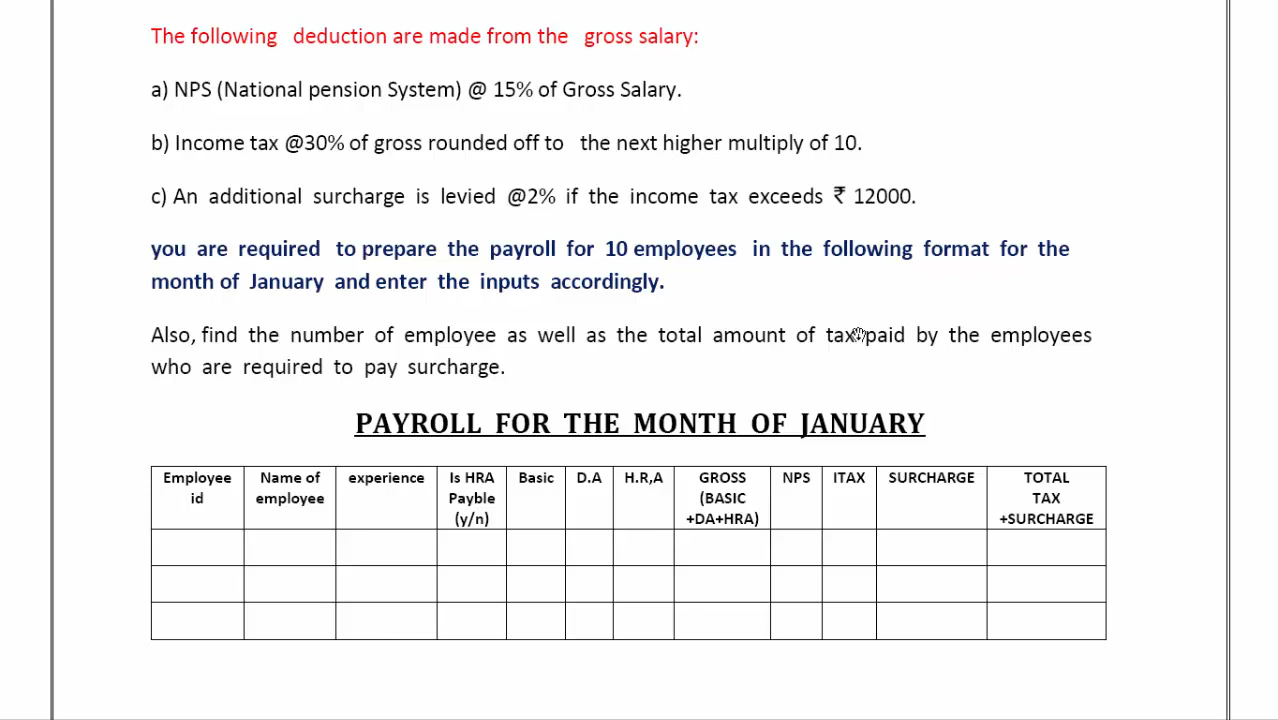 The following deduction are made from the gross salary:
a) NPS (National pension System) @ 15% of Gross Salary.
b) Income tax @30% of gross rounded off to the next higher multiply of 10.
c) An additional surcharge is levied @2% if the income tax exceeds ₹ 12000.
you are required to prepare the payroll for 10 employees in the following format for the
month of January and enter the inputs accordingly.
Also, find the number of employee as well as the total amount of tax paid by the employees
who are required to pay surcharge.
PAYROLL FOR THE MONTH OF JANUARY
Employee id | Name of employee | experience | Is HRA Payble (y/n) | Basic | D.A | H.R,A | GROSS (BASIC +DA+HRA) | NPS | ITAX | SURCHARGE | TOTAL TAX +SURCHARGE